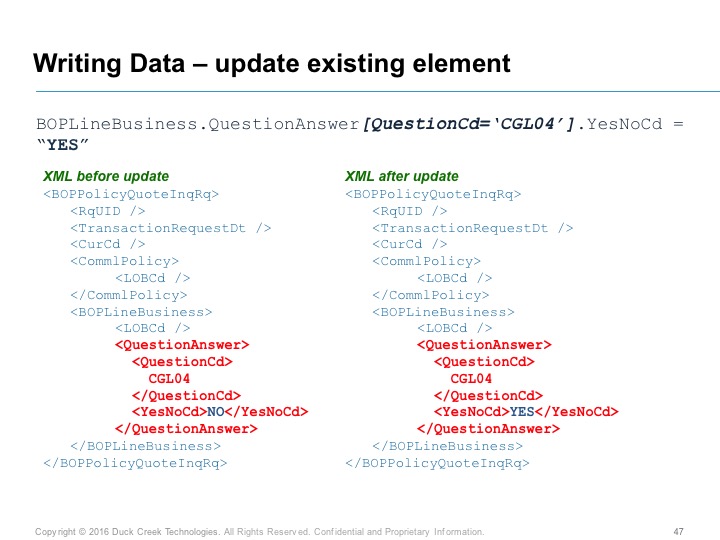 Writing Data – update existing element
BOPLineBusiness.QuestionAnswer[QuestionCd=‘CGL04’].YesNoCd =
“YES”
XML before update
<BOPPolicyQuoteInqRq>
<RqUID />
<TransactionRequestDt />
<CurCd />
<CommlPolicy>
<LOBCd />
</CommlPolicy>
<BOPLineBusiness>
<LOBCd />
<QuestionAnswer>
<QuestionCd>
CGL04
</QuestionCd>
<YesNoCd>NO</YesNoCd>
</QuestionAnswer>
</BOPLineBusiness>
</BOPPolicyQuoteInqRq>
XML after update
<BOPPolicyQuoteInqRq>
<RqUID />
<TransactionRequestDt />
<CurCd />
<CommlPolicy>
<LOBCd />
</CommlPolicy>
<BOPLineBusiness>
<LOBCd />
<QuestionAnswer>
<QuestionCd>
CGL04
</QuestionCd>
<YesNoCd>YES</YesNoCd>
</QuestionAnswer>
</BOPLineBusiness>
</BOPPolicyQuoteInqRq>
Copyright © 2016 Duck Creek Technologies. All Rights Reserved. Confidential and Proprietary Information.
47